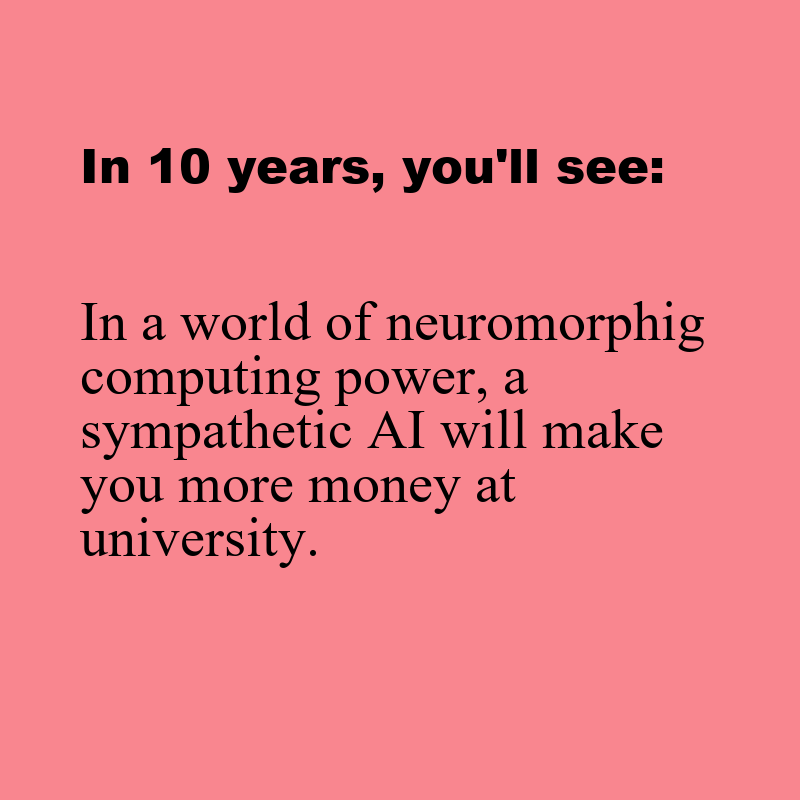 In 10 years, you'll see:
In a world of neuromorphig
computing power, a
sympathetic AI will make
you more money at
university.